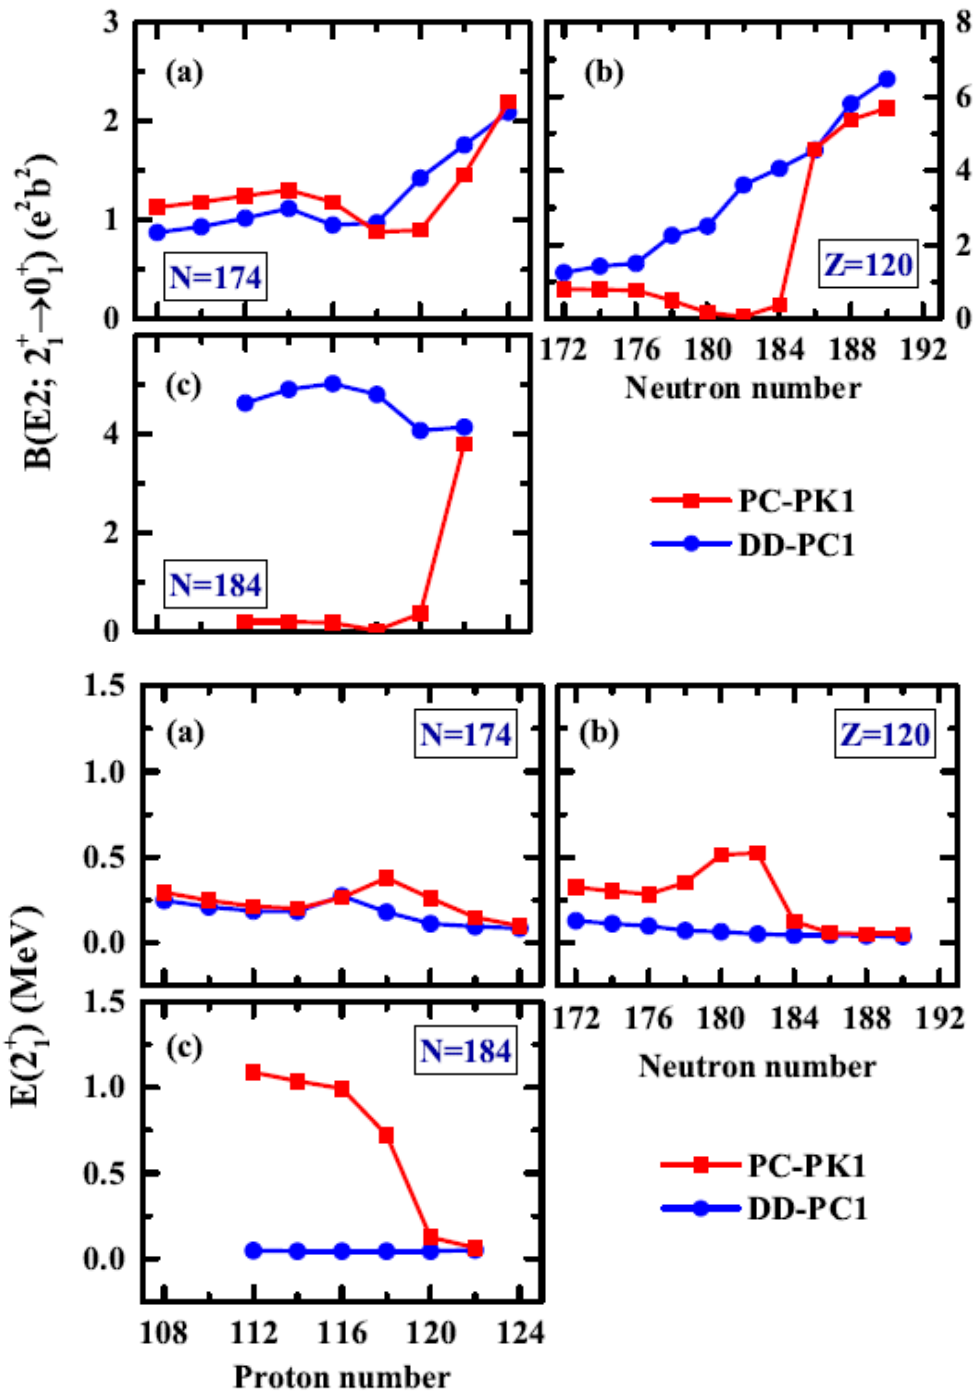 B(E2; 2₁⁺→0₁⁺) (e²b²)
3
2
1
0
(a)
N=174
(b)
Z=120
8
6
4
2
0
172 176 180 184 188 192
Neutron number
4
2
0
(c)
N=184
PC-PK1
DD-PC1
E(2₁⁺) (MeV)
1.5
1.0
0.5
0.0
(a)
N=174
(b)
Z=120
172 176 180 184 188 192
Neutron number
1.5
1.0
0.5
0.0
(c)
N=184
PC-PK1
DD-PC1
108 112 116 120 124
Proton number